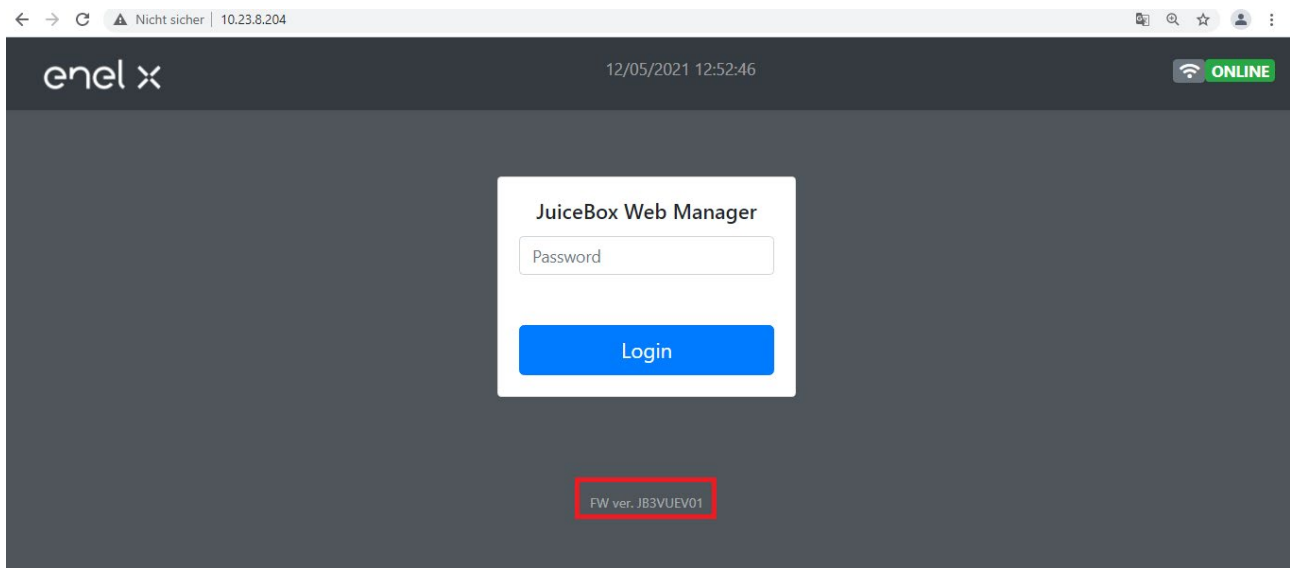 Nicht sicher | 10.23.8.204
enel x
12/05/2021 12:52:46
ONLINE
JuiceBox Web Manager
Password
Login
FW ver. JB3VUEV01